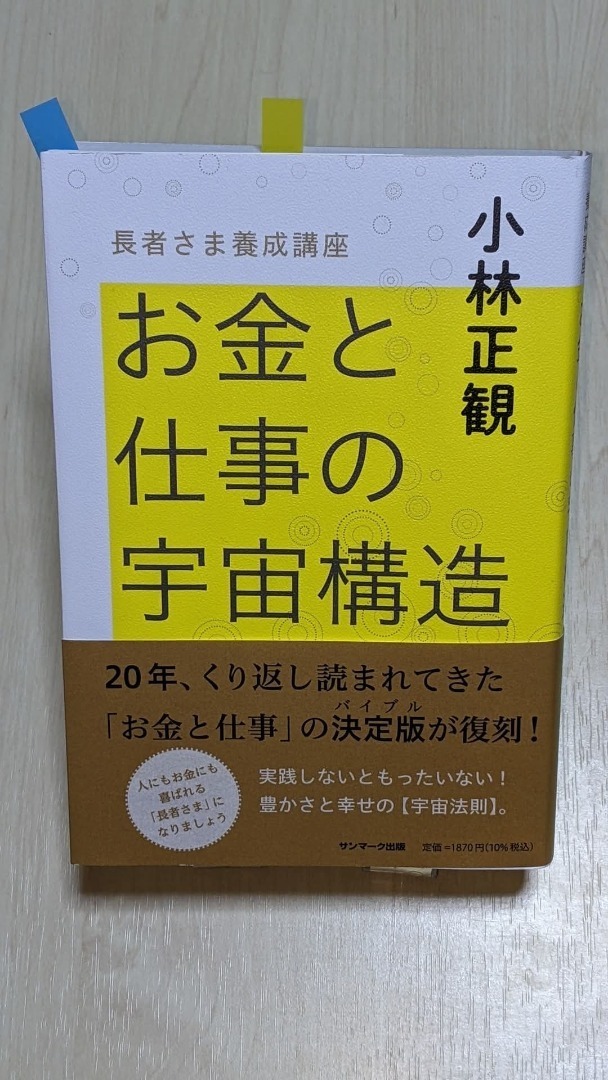 長者さま養成講座
小林正観
お金と
仕事の
宇宙構造
20年、くり返し読まれてきた
「お金と仕事」の決定版が復刻!
バイブル
人にもお金にも
喜ばれる
「長者さま」に
なりましょう
実践しないともったいない!
豊かさと幸せの【宇宙法則】。
サンマーク出版 定価=1870円(10%税込)